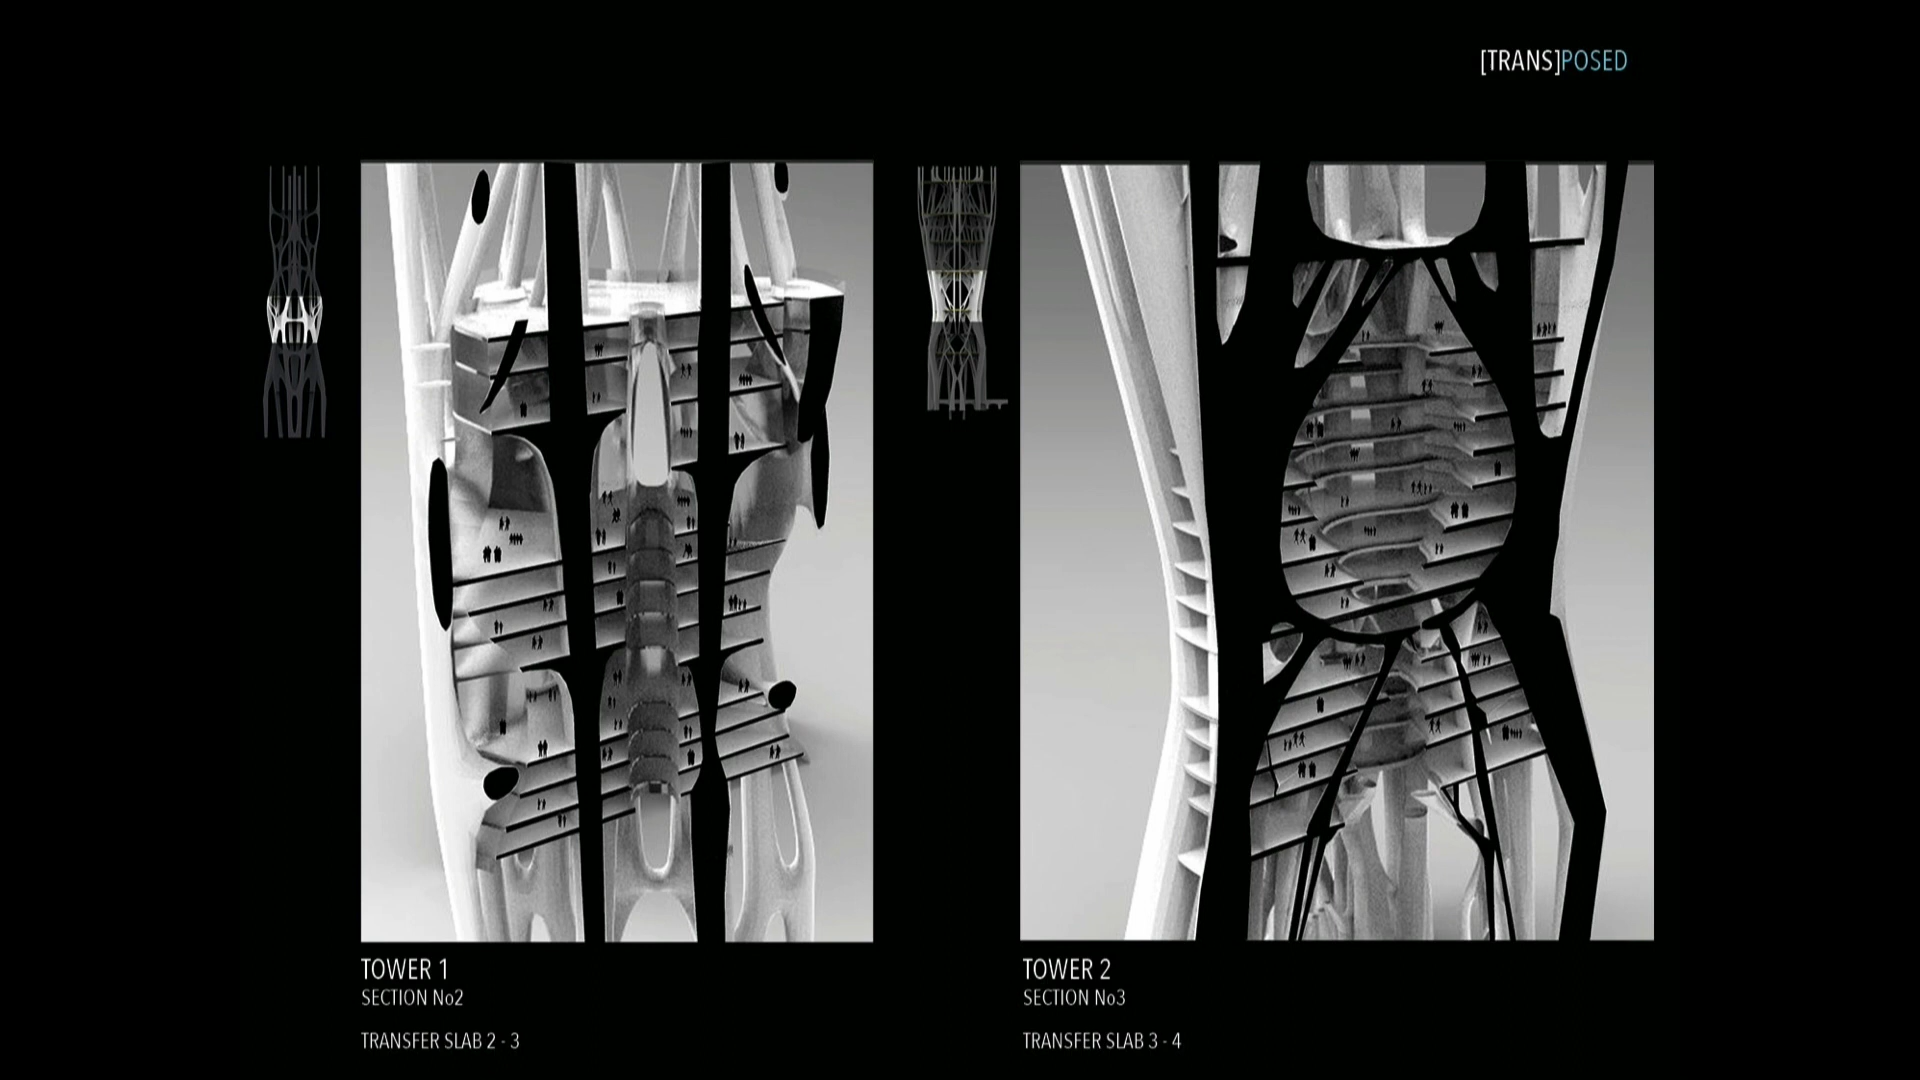 [TRANS]POSED
TOWER 1
SECTION No2
TRANSFER SLAB 2 - 3
TOWER 2
SECTION No3
TRANSFER SLAB 3 - 4